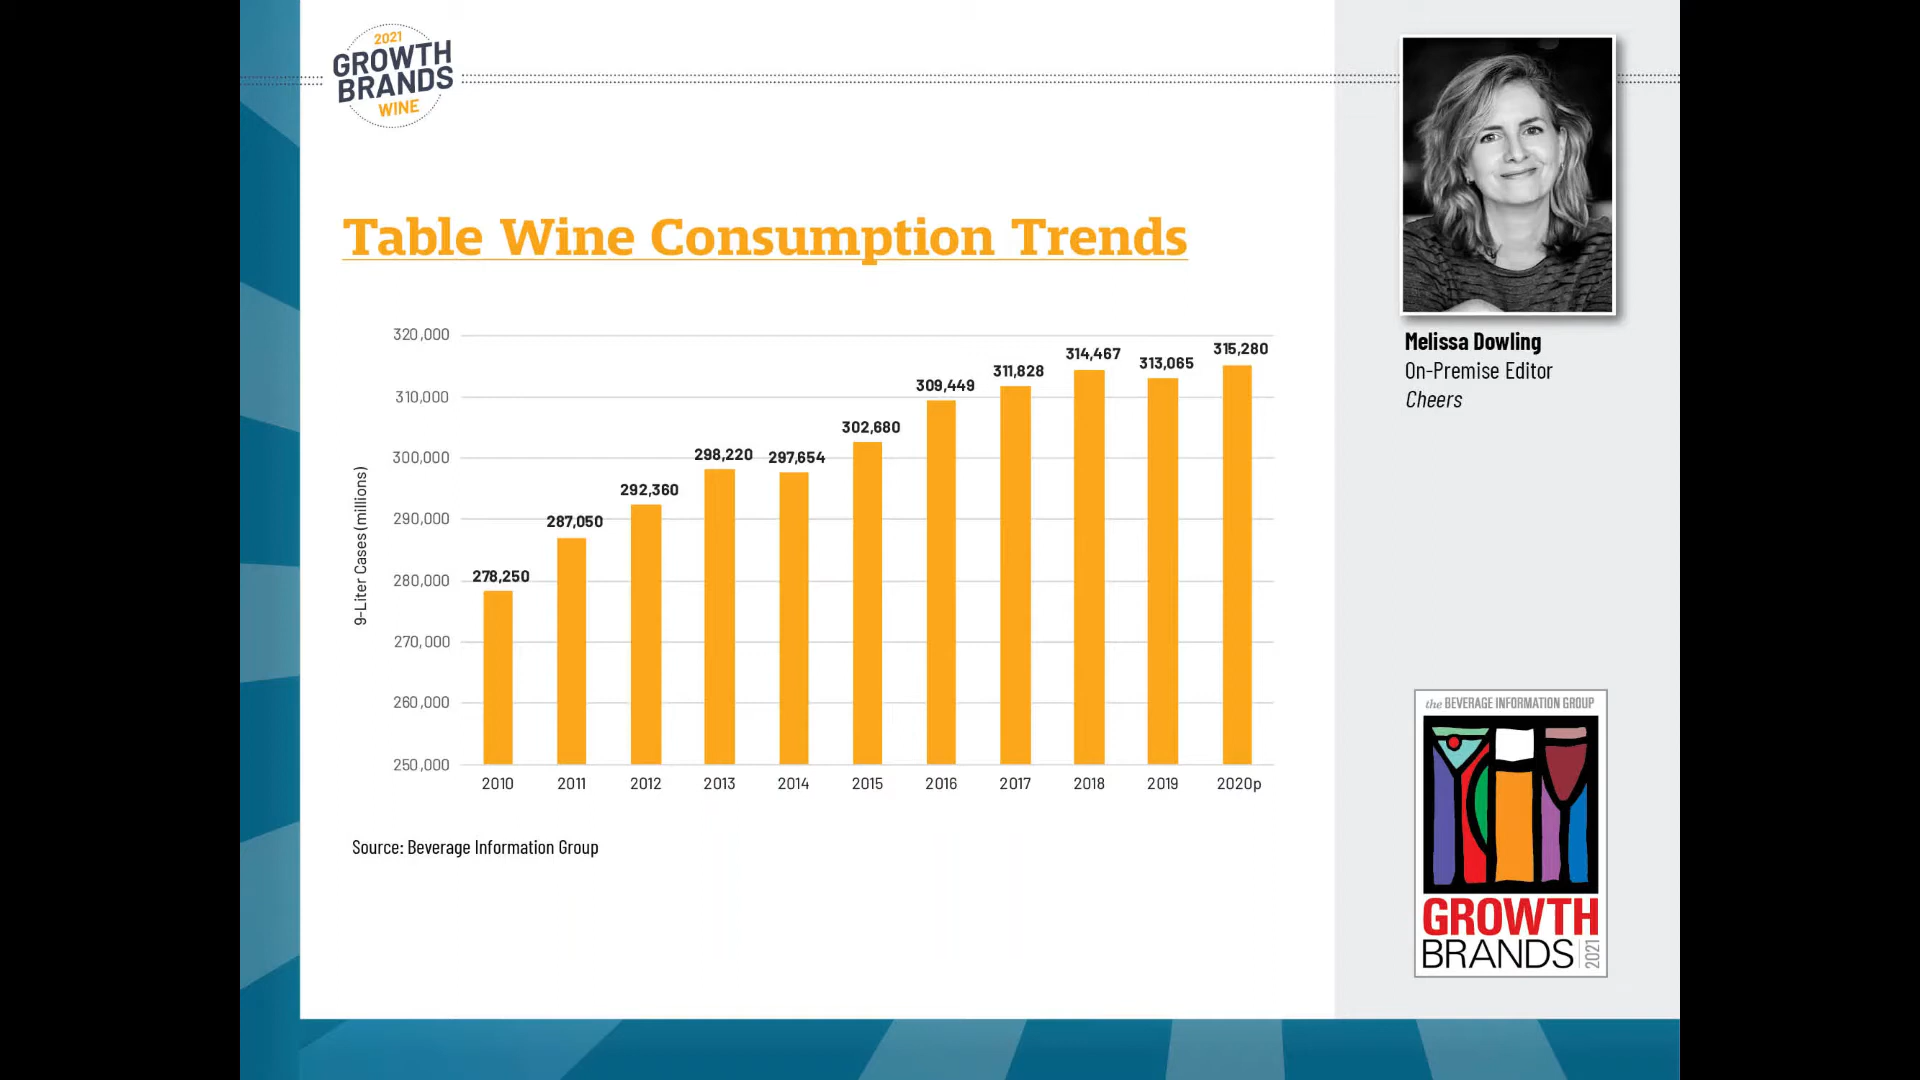 2021
GROWTH
BRANDS
WINE
Table Wine Consumption Trends
9-Liter Cases (millions)
320,000
310,000
300,000
290,000
280,000
270,000
260,000
250,000
278,250
287,050
292,360
298,220
297,654
302,680
309,449
311,828
314,467
313,065
315,280
2010 2011 2012 2013 2014 2015 2016 2017 2018 2019 2020p
Source: Beverage Information Group
Melissa Dowling
On-Premise Editor
Cheers
the BEVERAGE INFORMATION GROUP
GROWTH
BRANDS 2021